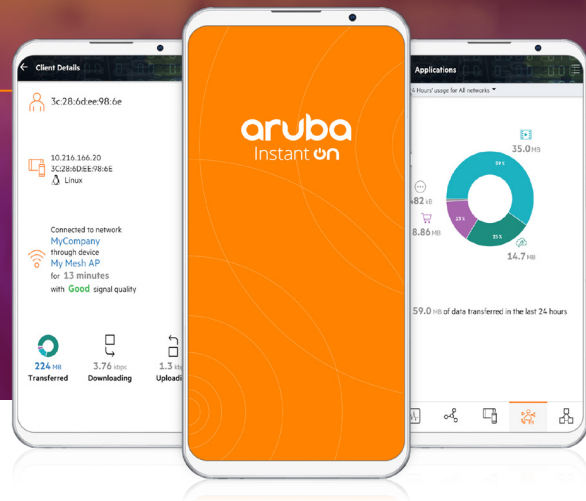 Client Details
3c:28:6d:ee:98:6e
10.216.166.20
3C:28:6D:EE:98:6E
Linux
Connected to network
MyCompany
through device
My Mesh AP
for 13 minutes
with Good signal quality
224 MB
Transferred
3.76 kbps
Downloading
1.3
Uploadi
aruba
Instant on
Applications
4 Hours' usage for All networks
35.0 MB
59%
482 kB
8.86 MB
15%
25%
14.7 MB
59.0 MB of data transferred in the last 24 hours